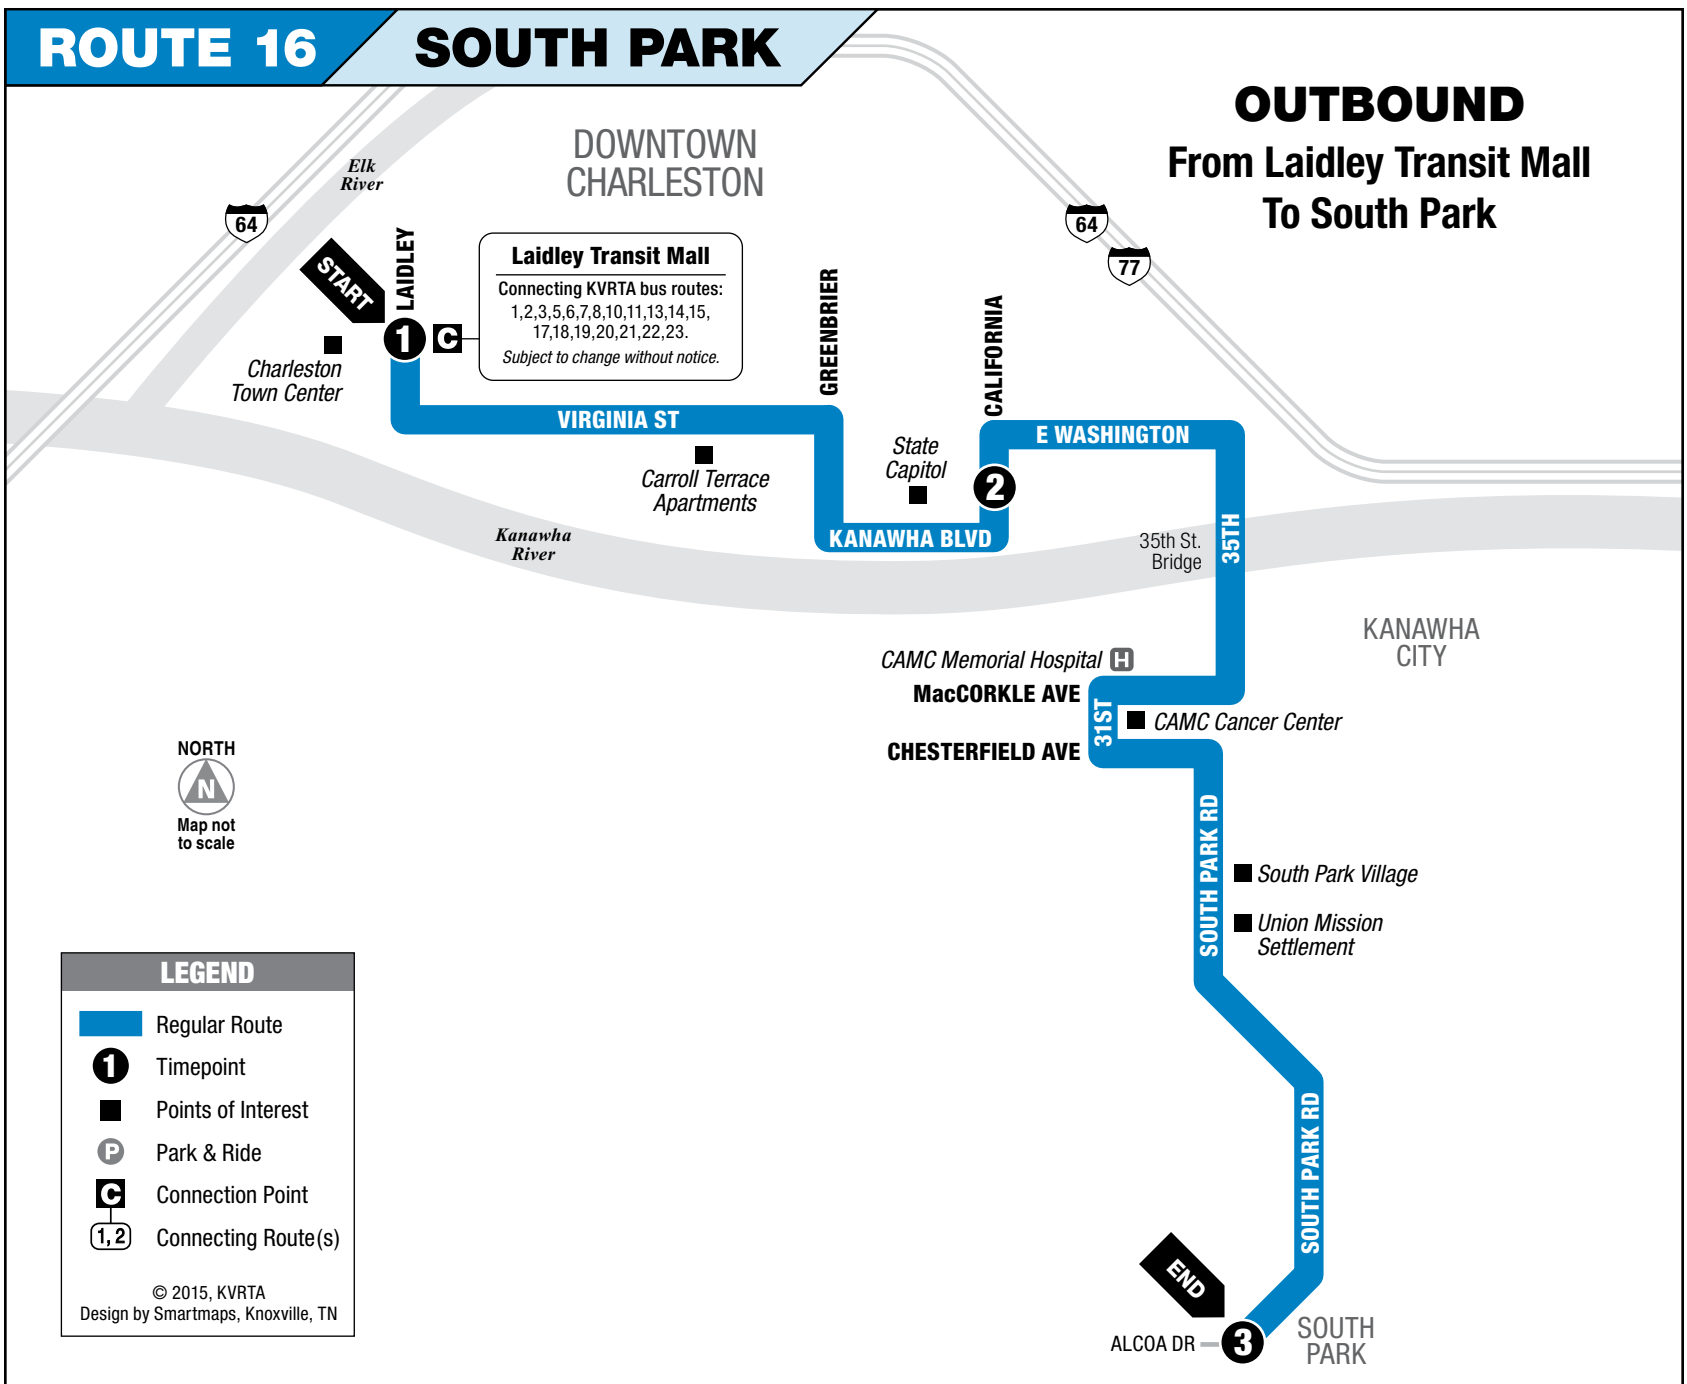 ROUTE 16
SOUTH PARK
OUTBOUND
From Laidley Transit Mall
To South Park
DOWNTOWN
CHARLESTON
Elk
River
64
64
77
START
LAIDLEY
1
C
Laidley Transit Mall
Connecting KVRTA bus routes:
1,2,3,5,6,7,8,10,11,13,14,15,
17,18,19,20,21,22,23.
Subject to change without notice.
Charleston
Town Center
GREENBRIER
CALIFORNIA
VIRGINIA ST
E WASHINGTON
State
Capitol
2
Carroll Terrace
Apartments
KANAWHA BLVD
Kanawha
River
35th St.
Bridge
35TH
KANAWHA
CITY
CAMC Memorial Hospital H
MacCORKLE AVE
31ST
CAMC Cancer Center
CHESTERFIELD AVE
NORTH
N
Map not
to scale
SOUTH PARK RD
South Park Village
Union Mission
Settlement
SOUTH PARK RD
END
ALCOA DR
3
SOUTH
PARK
LEGEND
Regular Route
1 Timepoint
Points of Interest
P Park & Ride
C Connection Point
1, 2 Connecting Route(s)
© 2015, KVRTA
Design by Smartmaps, Knoxville, TN